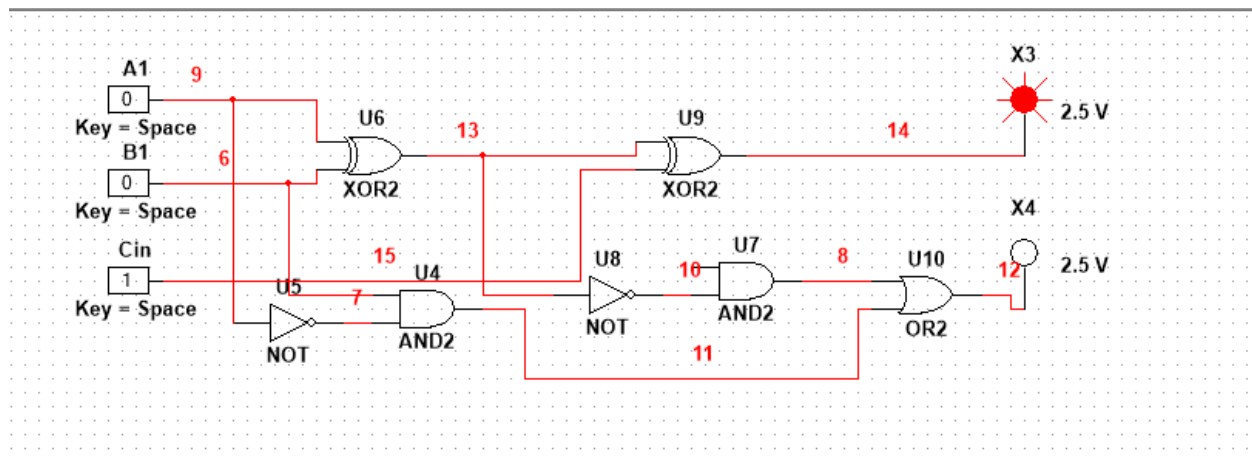 A1
9
0
Key = Space
B1
6
0
Key = Space
Cin
15
1
Key = Space
U6
XOR2
13
U9
XOR2
14
X3
2.5 V
U5
NOT
7
U4
AND2
U8
NOT
10
U7
AND2
8
U10
OR2
11
12
X4
2.5 V